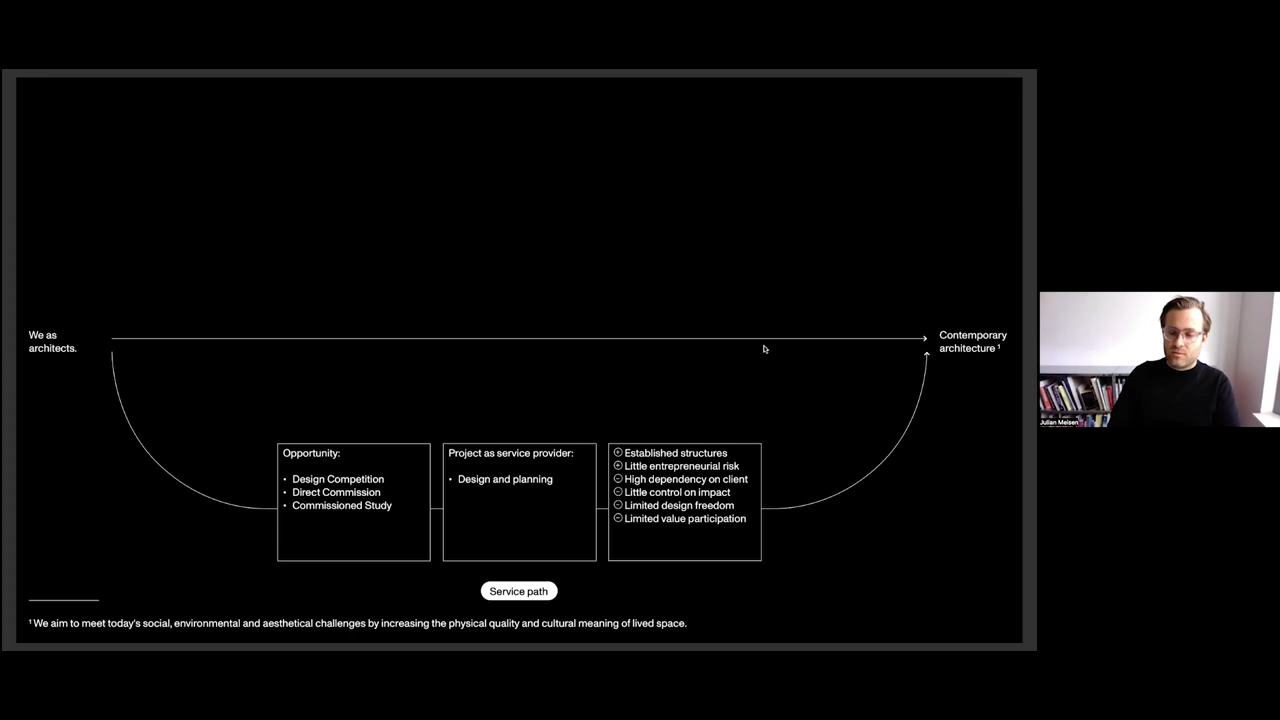 We as
architects.
Contemporary
architecture ¹
Opportunity:
• Design Competition
• Direct Commission
• Commissioned Study
Project as service provider:
• Design and planning
⊕ Established structures
⊕ Little entrepreneurial risk
⊖ High dependency on client
⊖ Little control on impact
⊖ Limited design freedom
⊖ Limited value participation
Service path
¹ We aim to meet today's social, environmental and aesthetical challenges by increasing the physical quality and cultural meaning of lived space.
Julian Meisen